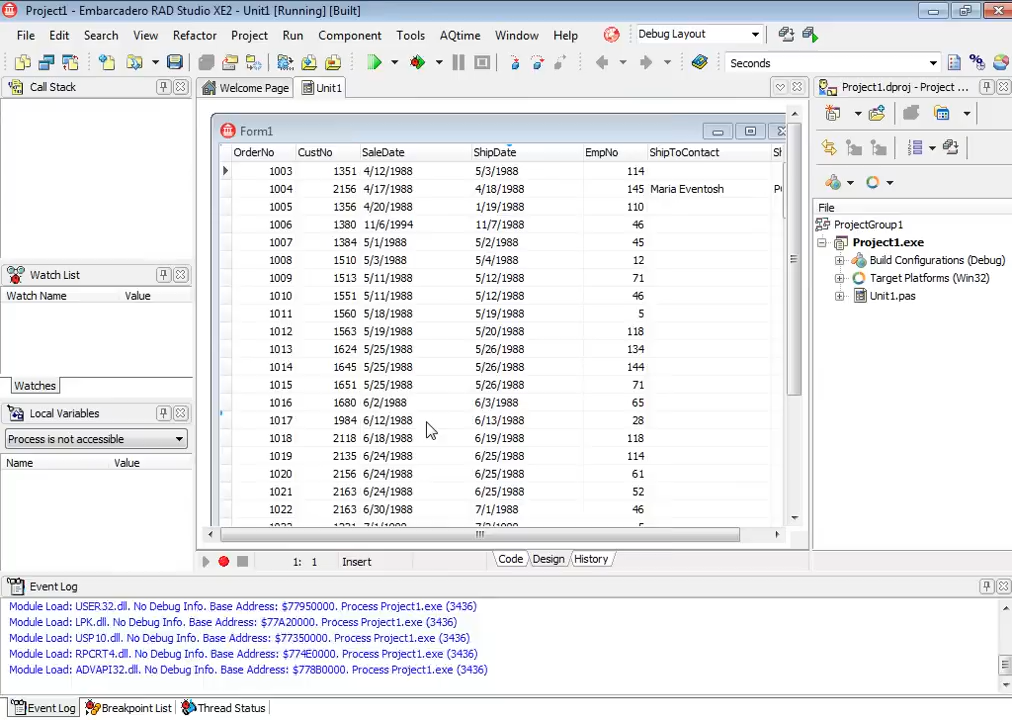 Project1 - Embarcadero RAD Studio XE2 - Unit1 [Running] [Built]
File Edit Search View Refactor Project Run Component Tools AQtime Window Help Debug Layout
Seconds
Call Stack
Welcome Page Unit1
Project1.dproj - Project ...
Form1
OrderNo CustNo SaleDate ShipDate EmpNo ShipToContact
1003 1351 4/12/1988 5/3/1988 114
1004 2156 4/17/1988 4/18/1988 145 Maria Eventosh
1005 1356 4/20/1988 1/19/1988 110
1006 1380 11/6/1994 11/7/1988 46
1007 1384 5/1/1988 5/2/1988 45
1008 1510 5/3/1988 5/4/1988 12
1009 1513 5/11/1988 5/12/1988 71
1010 1551 5/11/1988 5/12/1988 46
1011 1560 5/18/1988 5/19/1988 5
1012 1563 5/19/1988 5/20/1988 118
1013 1624 5/25/1988 5/26/1988 134
1014 1645 5/25/1988 5/26/1988 144
1015 1651 5/25/1988 5/26/1988 71
1016 1680 6/2/1988 6/3/1988 65
1017 1984 6/12/1988 6/13/1988 28
1018 2118 6/18/1988 6/19/1988 118
1019 2135 6/24/1988 6/25/1988 114
1020 2156 6/24/1988 6/25/1988 61
1021 2163 6/24/1988 6/25/1988 52
1022 2163 6/30/1988 7/1/1988 46
File
ProjectGroup1
Project1.exe
Build Configurations (Debug)
Target Platforms (Win32)
Unit1.pas
Watch List
Watch Name Value
Watches
Local Variables
Process is not accessible
Name Value
1: 1 Insert Code Design History
Event Log
Module Load: USER32.dll. No Debug Info. Base Address: $77950000. Process Project1.exe (3436)
Module Load: LPK.dll. No Debug Info. Base Address: $77A20000. Process Project1.exe (3436)
Module Load: USP10.dll. No Debug Info. Base Address: $77350000. Process Project1.exe (3436)
Module Load: RPCRT4.dll. No Debug Info. Base Address: $774E0000. Process Project1.exe (3436)
Module Load: ADVAPI32.dll. No Debug Info. Base Address: $778B0000. Process Project1.exe (3436)
Event Log Breakpoint List Thread Status